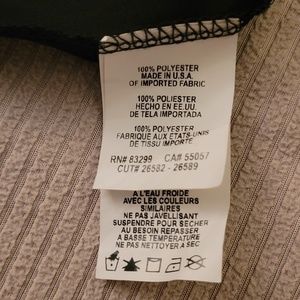 100% POLYESTER
MADE IN U.S.A.
OF IMPORTED FABRIC
100% POLIESTER
HECHO EN EE.UU.
DE TELA IMPORTADA
100% POLYESTER
FABRIQUE AUX ETATS-UNIS
DE TISSU IMPORTE
RN# 83299 CA# 55057
CUT# 26582 - 26589
A L'EAU FROIDE
AVEC LES COULEURS
SIMILAIRES
NE PAS JAVELLISANT
SUSPENDRE POUR SECHER
AU BESOIN REPASSER
A BASSE TEMPERATURE
NE PAS NETTOYER A SEC